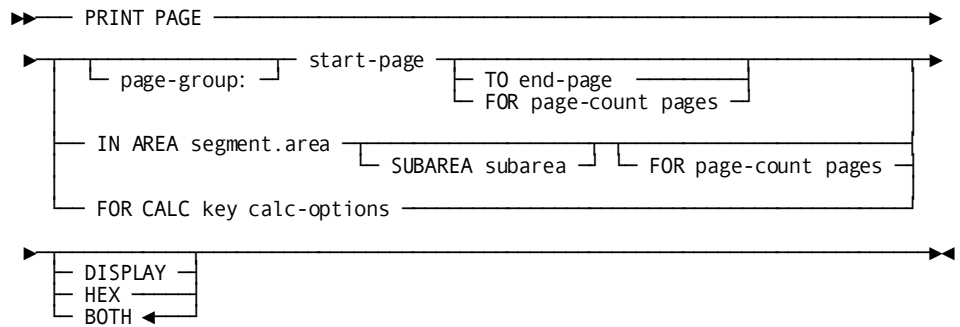 PRINT PAGE
start-page
page-group:
TO end-page
FOR page-count pages
IN AREA segment.area
SUBAREA subarea
FOR page-count pages
FOR CALC key calc-options
DISPLAY
HEX
BOTH